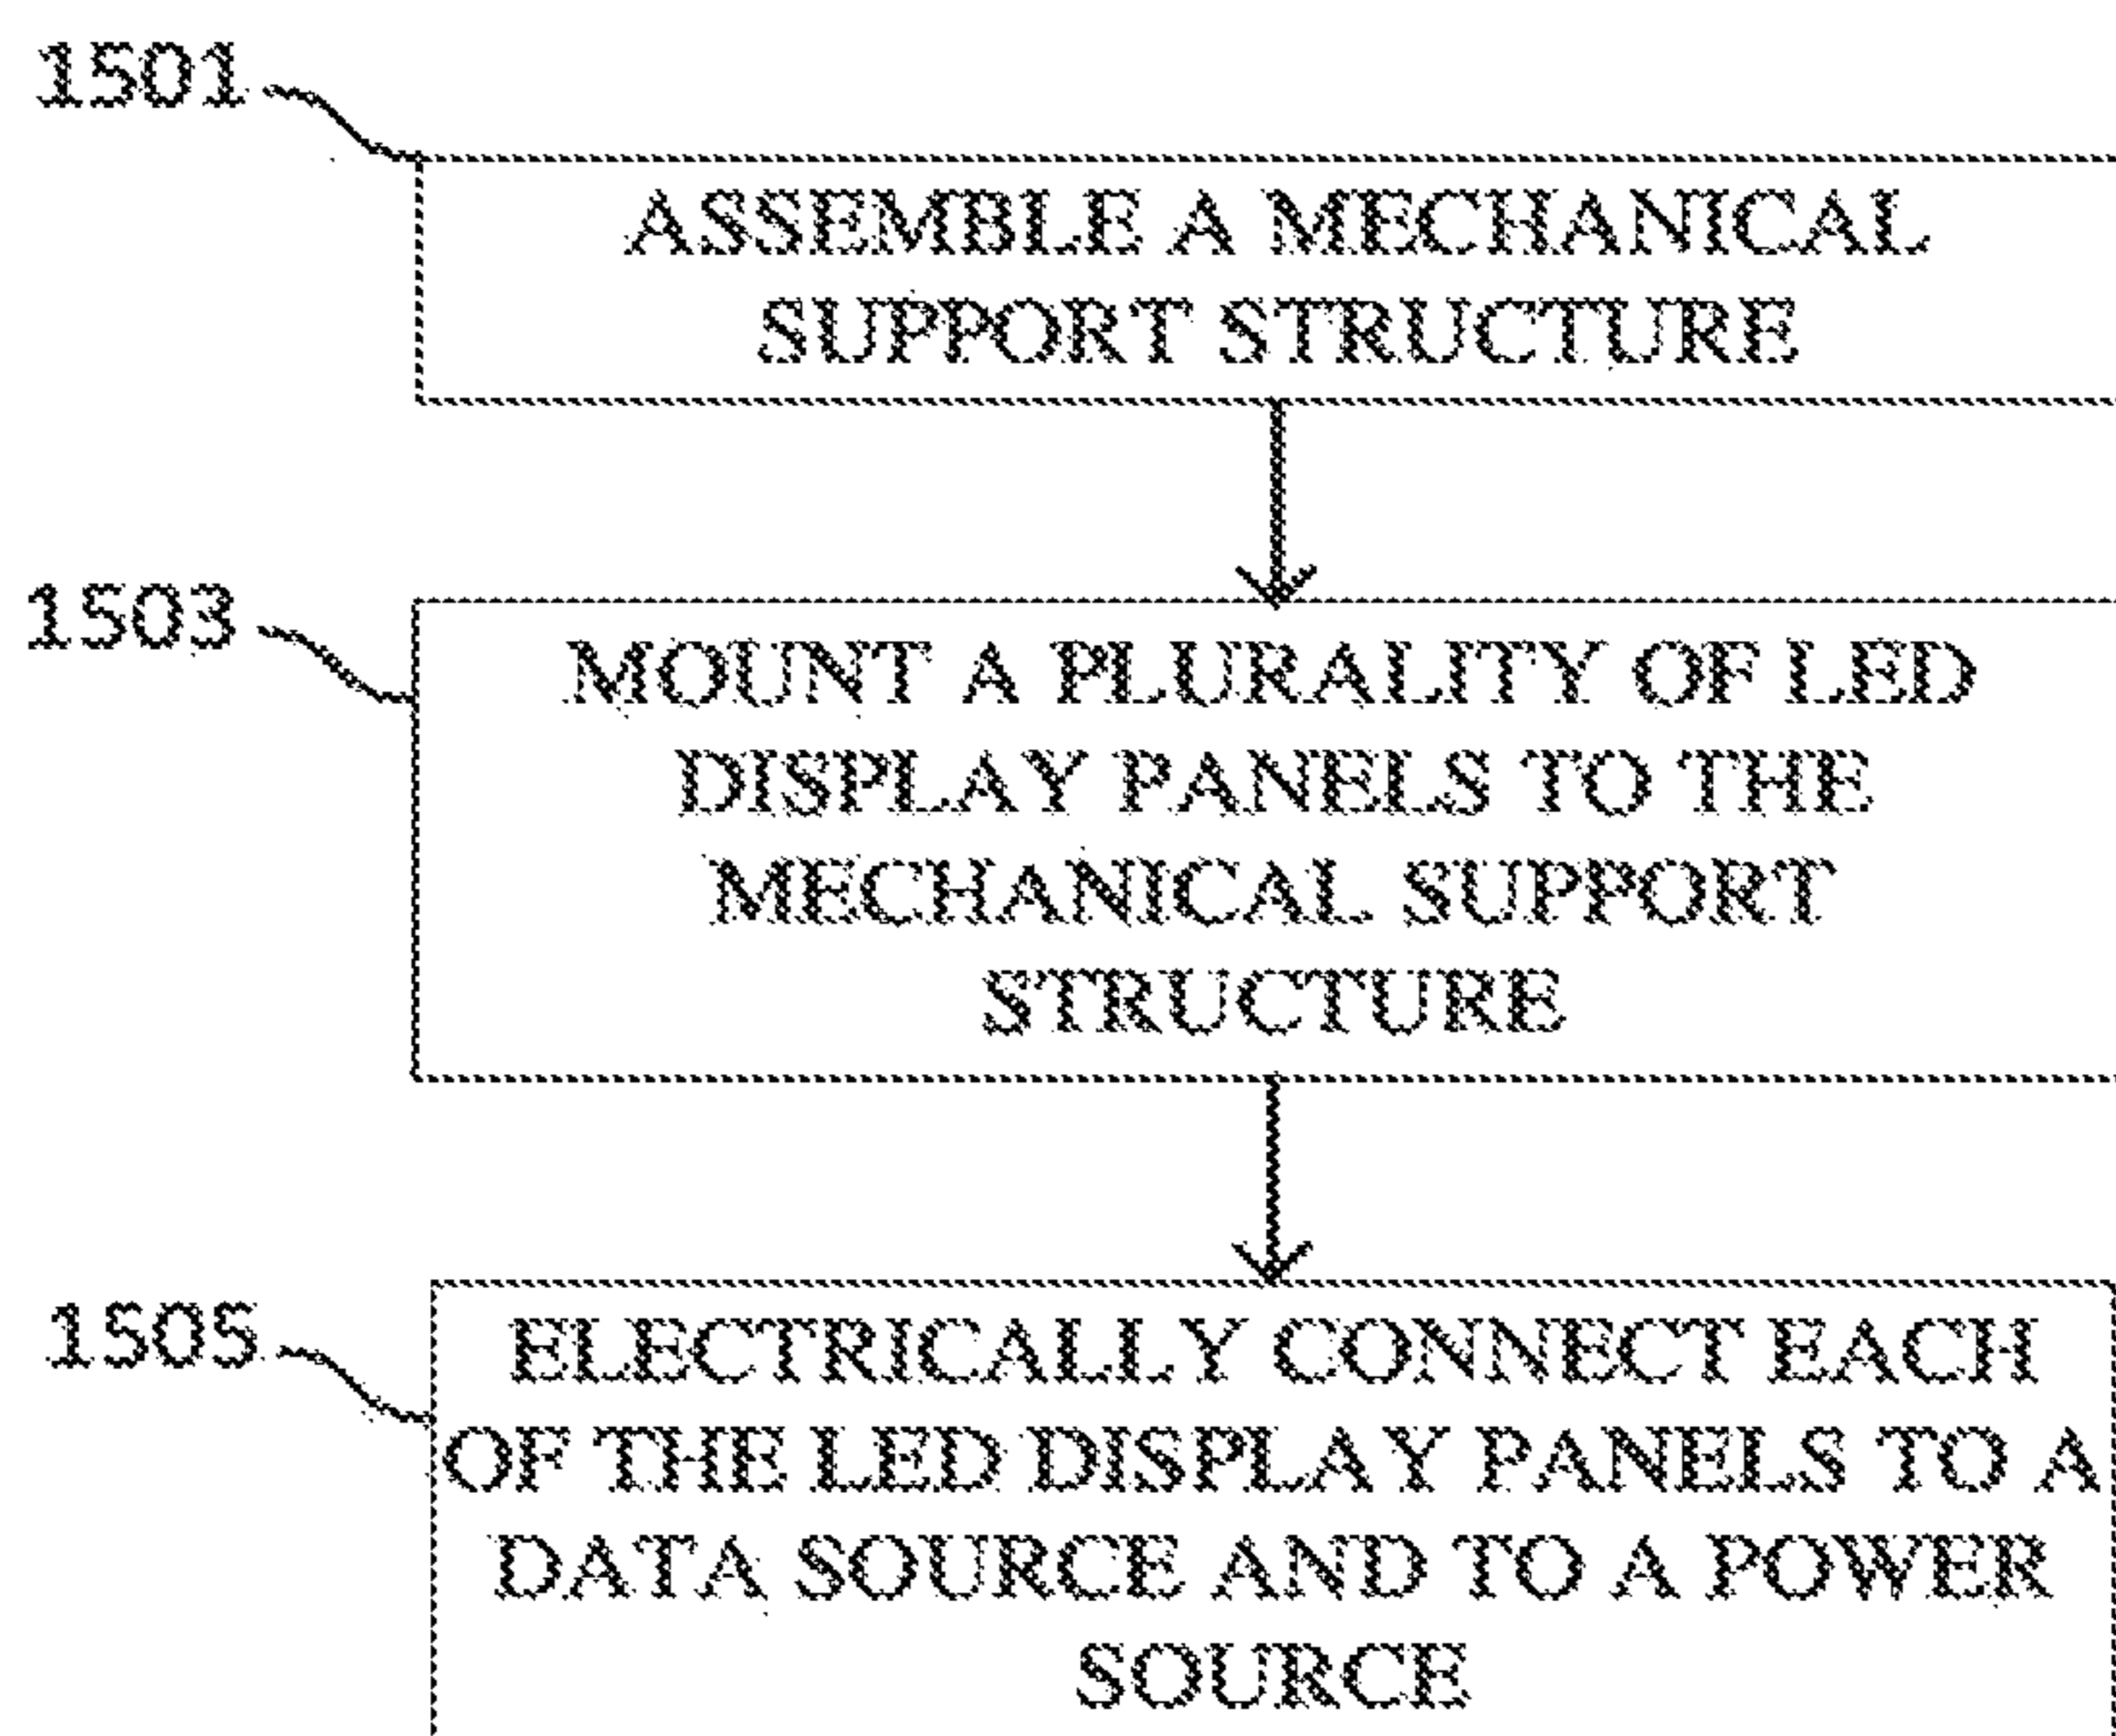 1501
ASSEMBLE A MECHANICAL
SUPPORT STRUCTURE
1503
MOUNT A PLURALITY OF LED
DISPLAY PANELS TO THE
MECHANICAL SUPPORT
STRUCTURE
1505
ELECTRICALLY CONNECT EACH
OF THE LED DISPLAY PANELS TO A
DATA SOURCE AND TO A POWER
SOURCE